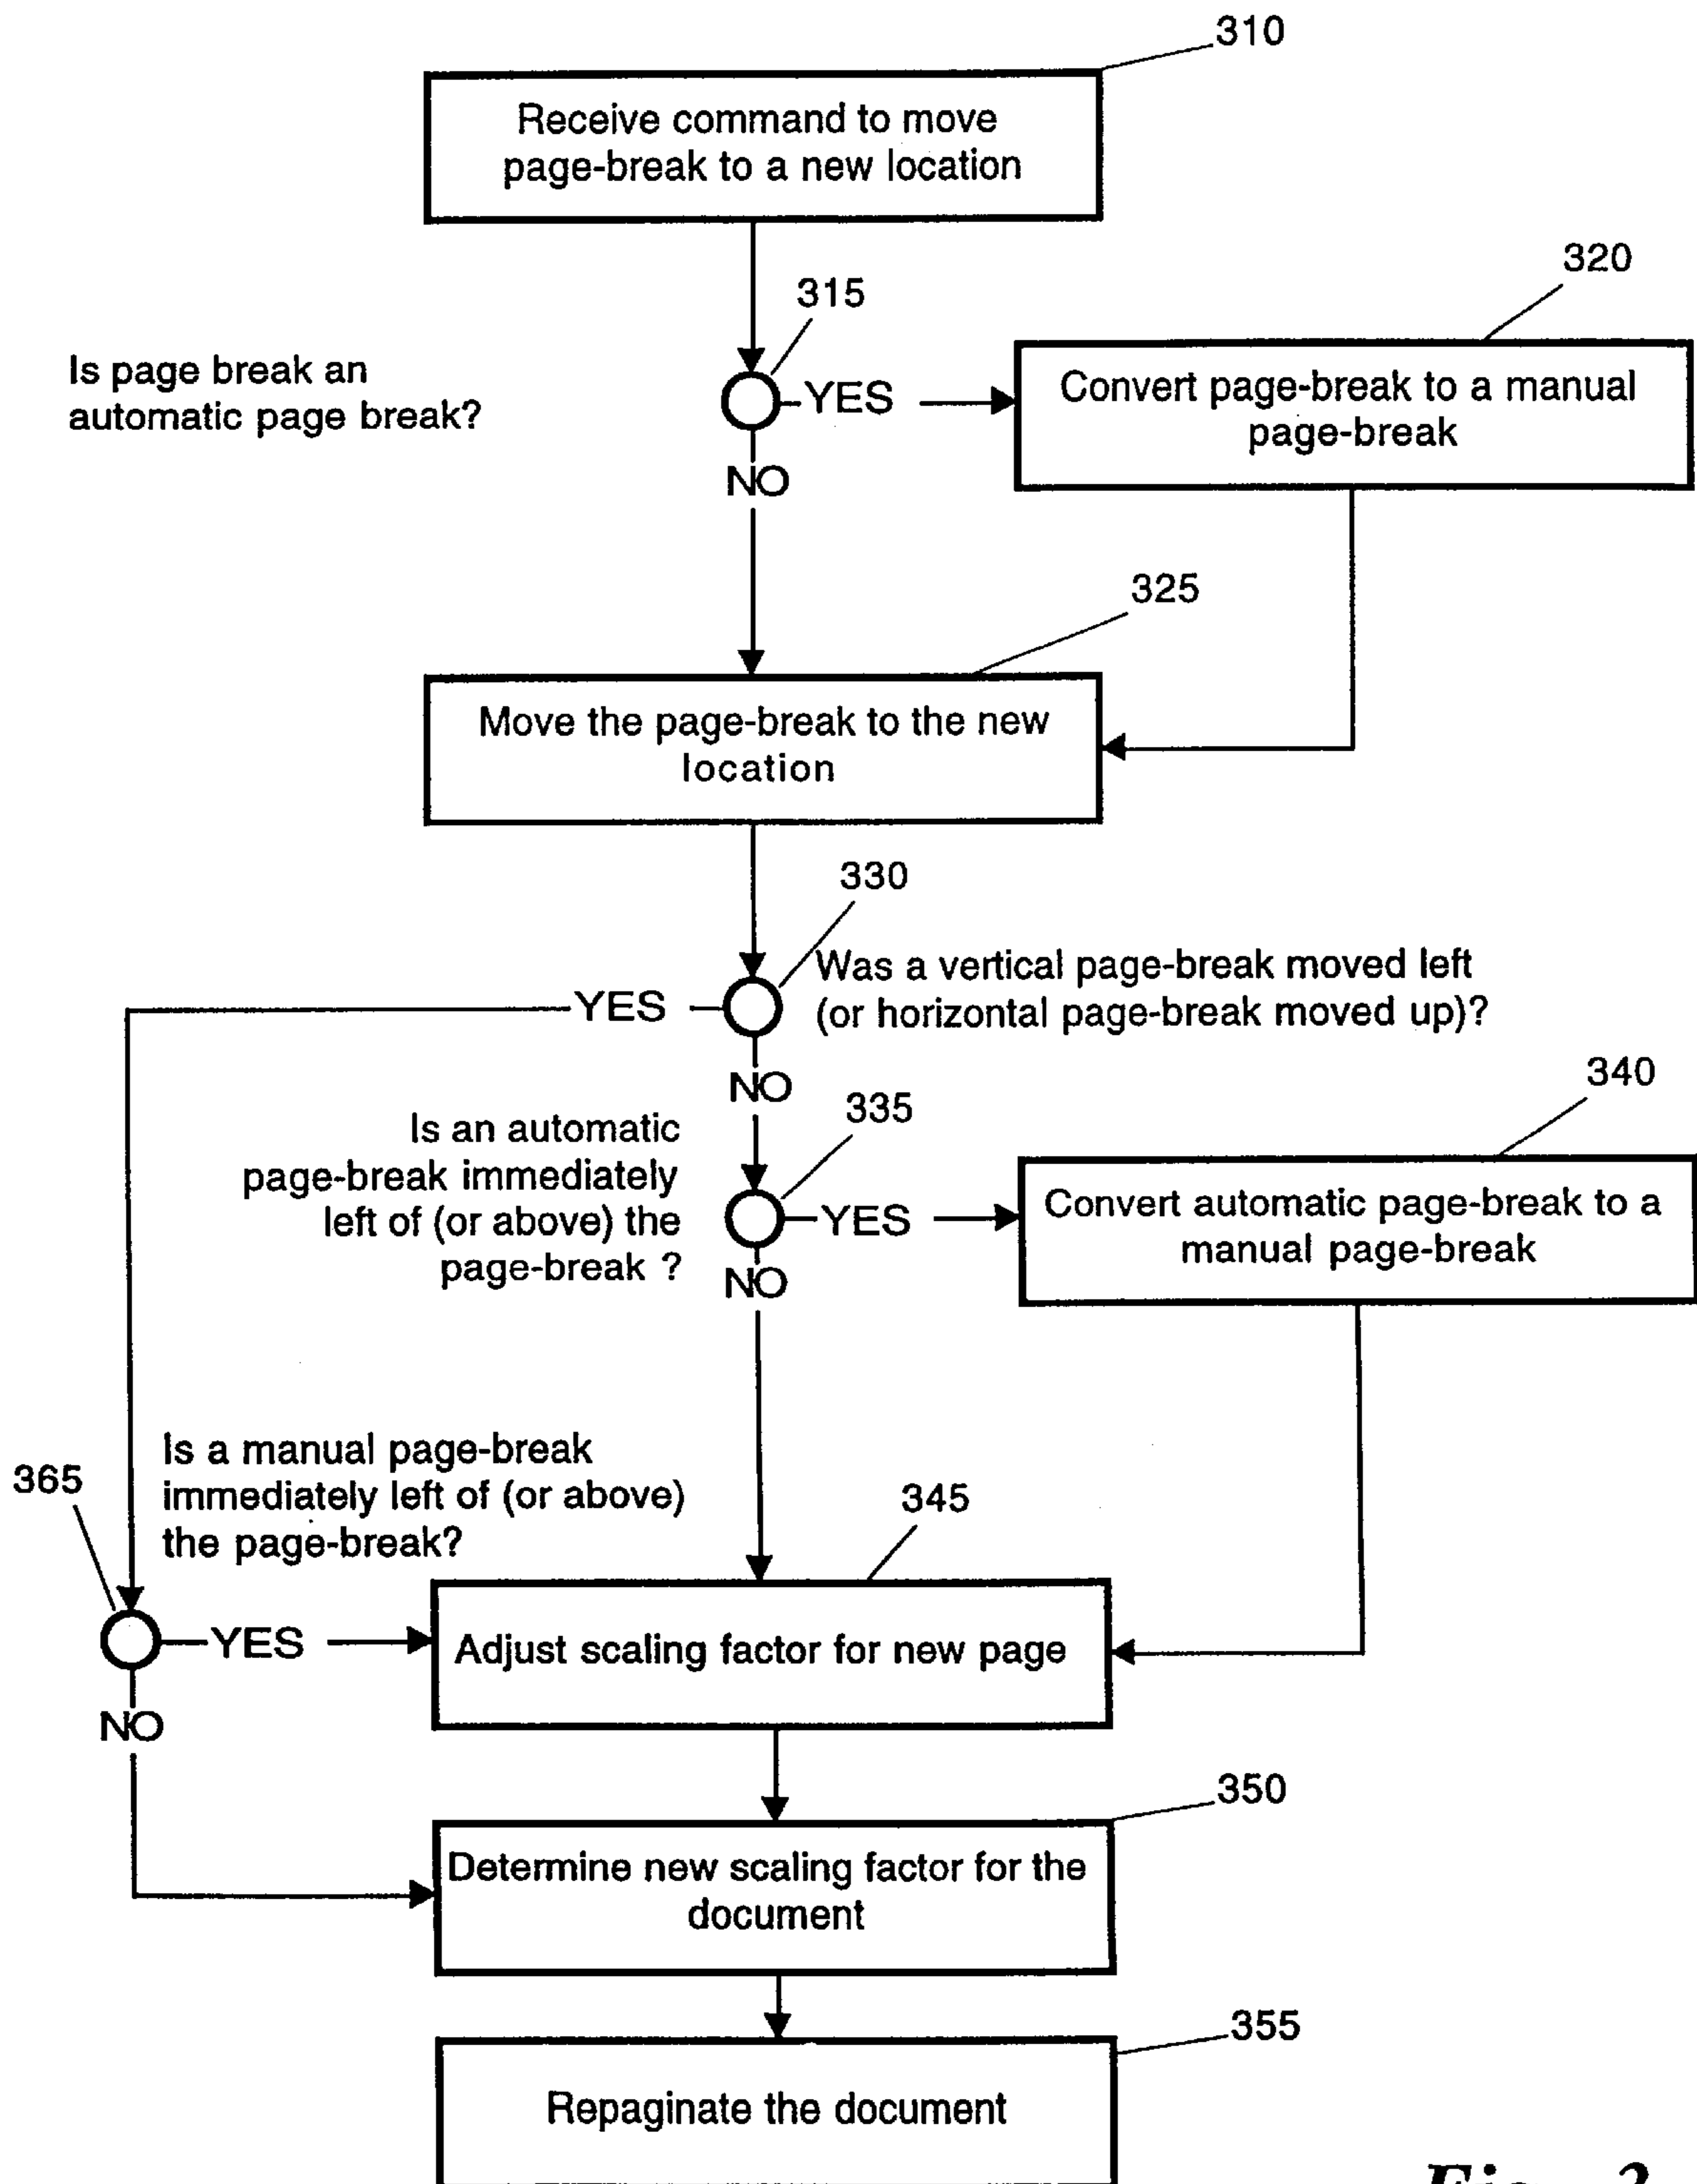 310
Receive command to move
page-break to a new location
315
320
Is page break an
automatic page break?
YES
Convert page-break to a manual
page-break
NO
325
Move the page-break to the new
location
330
Was a vertical page-break moved left
(or horizontal page-break moved up)?
YES
NO
335
340
Is an automatic
page-break immediately
left of (or above) the
page-break ?
YES
Convert automatic page-break to a
manual page-break
NO
365
Is a manual page-break
immediately left of (or above)
the page-break?
345
YES
Adjust scaling factor for new page
NO
350
Determine new scaling factor for the
document
355
Repaginate the document